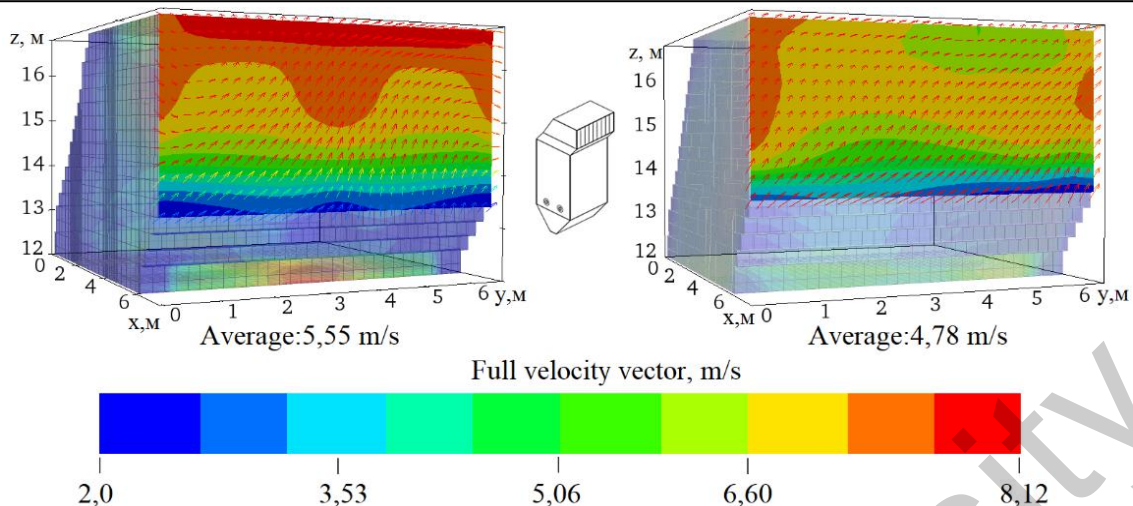 z, м
16
15
14
13
12
0
2
4
6
x,м
0 1 2 3 4 5 6 y,м
Average:5,55 m/s
z, м
16
15
14
13
12
0
2
4
6
x,м
0 1 2 3 4 5 6 y,м
Average:4,78 m/s
Full velocity vector, m/s
2,0 3,53 5,06 6,60 8,12
sity